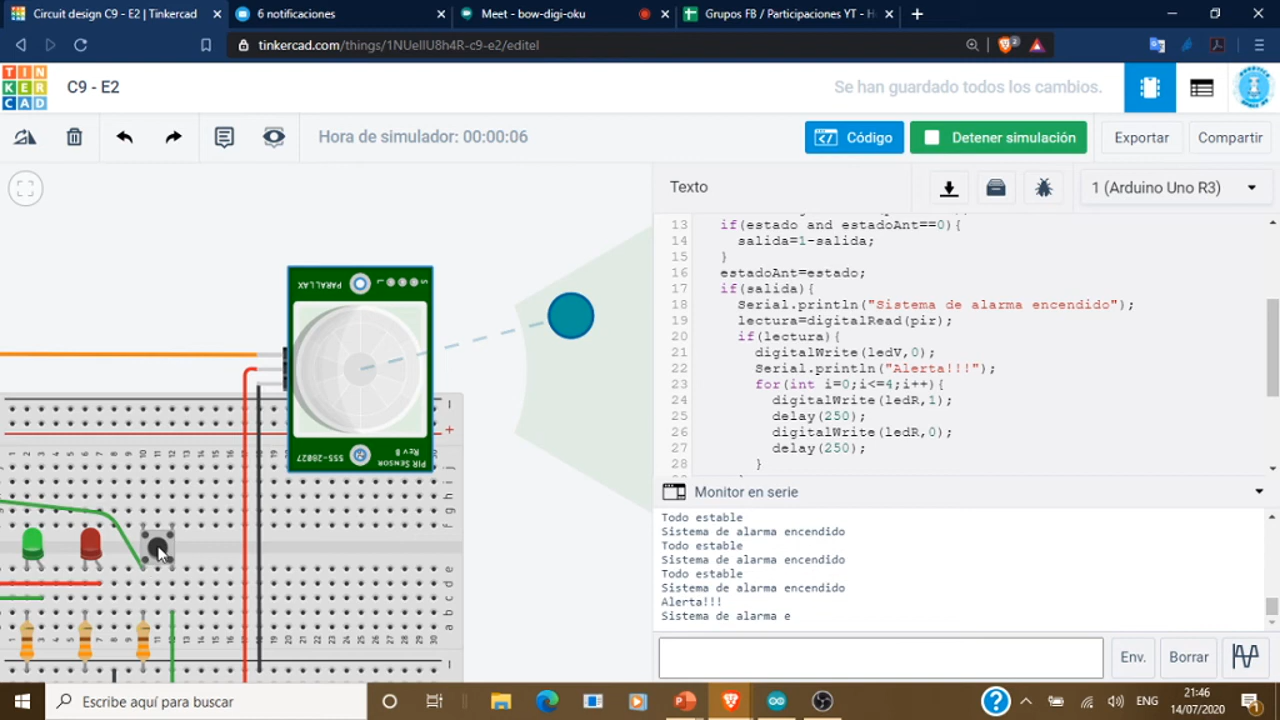 Circuit design C9 - E2 | Tinkercad
6 notificaciones
Meet - bow-digi-oku
Grupos FB / Participaciones YT - H
tinkercad.com/things/1NUeIIU8h4R-c9-e2/editel
2
TIN
KER
CAD
C9 - E2
Se han guardado todos los cambios.
Hora de simulador: 00:00:06
Código
Detener simulación
Exportar
Compartir
Texto
1 (Arduino Uno R3)
13 if(estado and estadoAnt==0){
14 salida=1-salida;
15 }
16 estadoAnt=estado;
17 if(salida){
18 Serial.println("Sistema de alarma encendido");
19 lectura=digitalRead(pir);
20 if(lectura){
21 digitalWrite(ledV,0);
22 Serial.println("Alerta!!!");
23 for(int i=0;i<=4;i++){
24 digitalWrite(ledR,1);
25 delay(250);
26 digitalWrite(ledR,0);
27 delay(250);
28 }
PARALLAX
555-28027
PIR SENSOR
Rev B
Monitor en serie
Todo estable
Sistema de alarma encendido
Todo estable
Sistema de alarma encendido
Todo estable
Sistema de alarma encendido
Alerta!!!
Sistema de alarma e
Env.
Borrar
Escribe aquí para buscar
ENG
21:46
14/07/2020
1